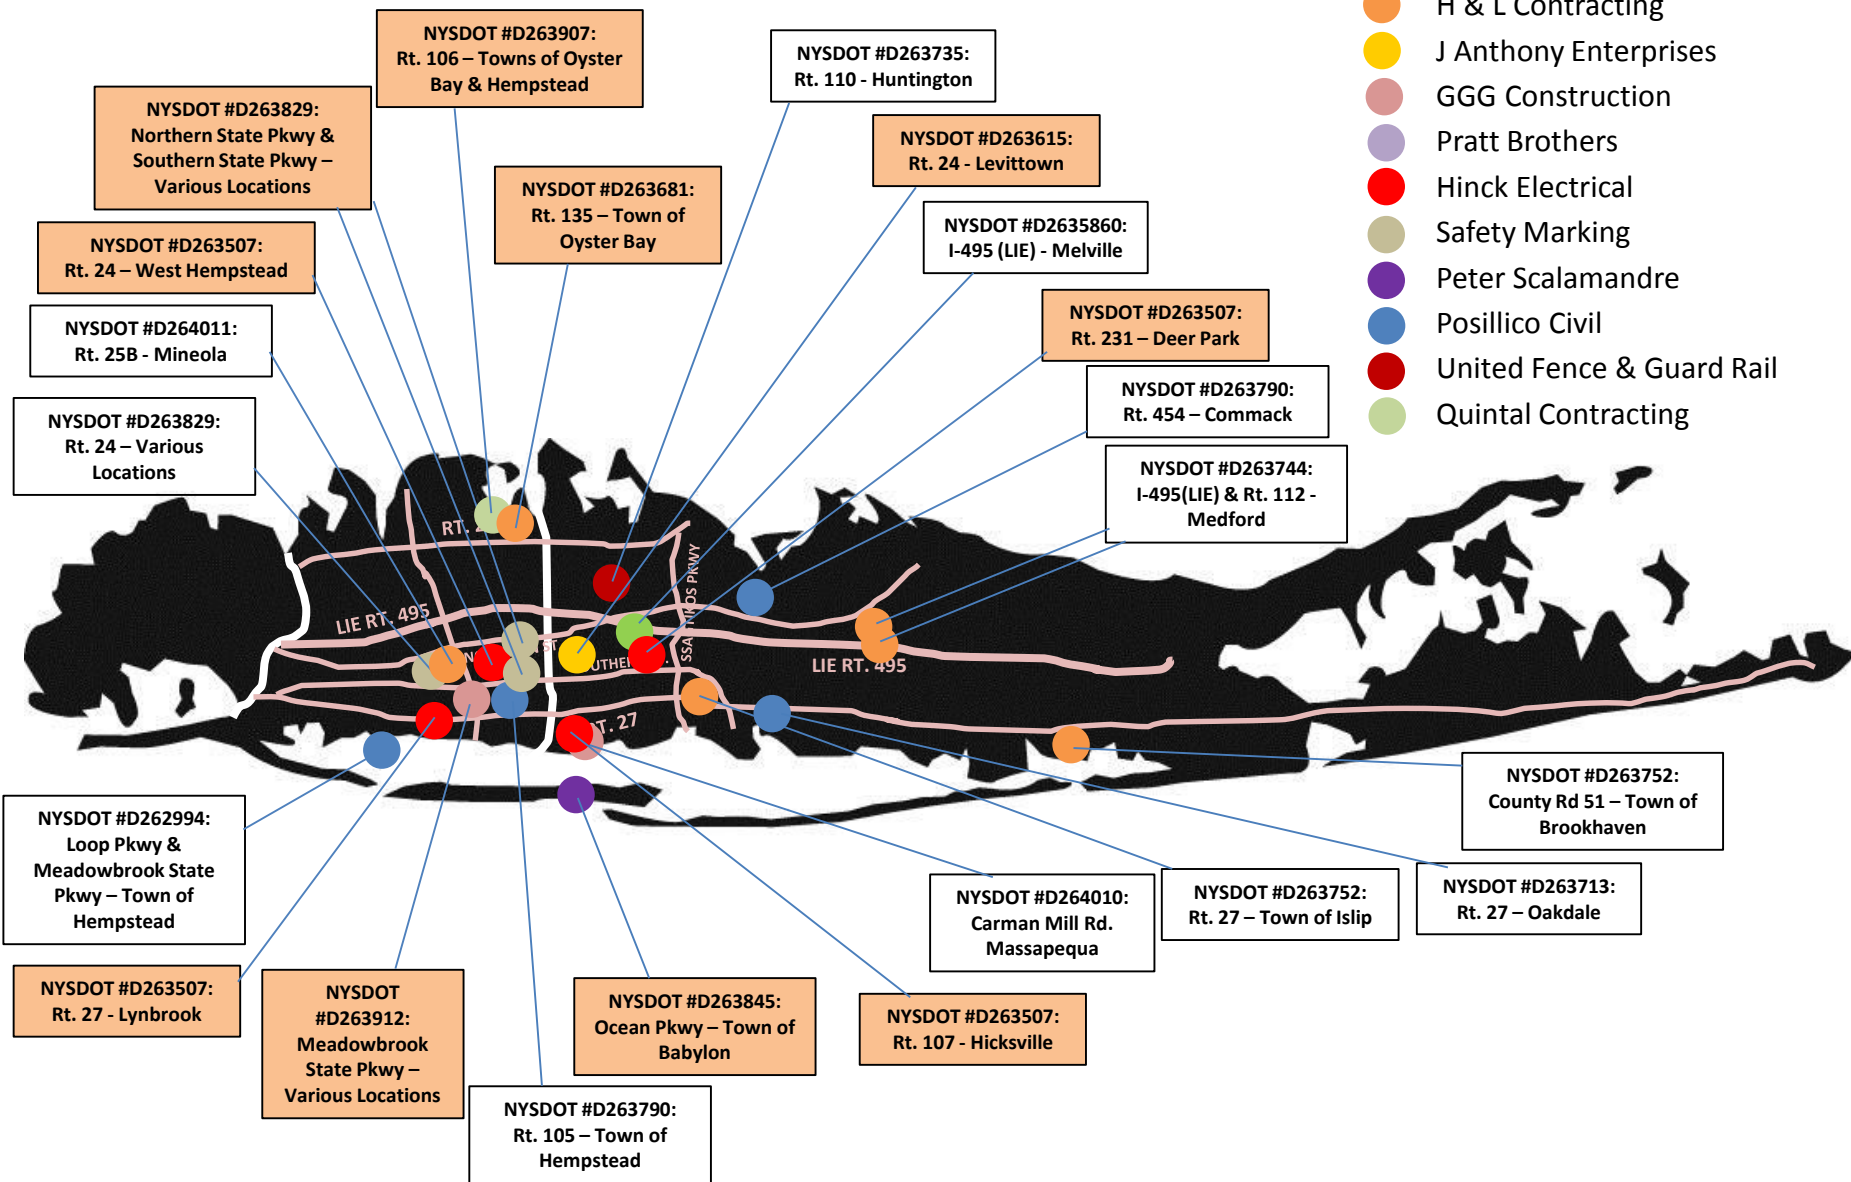 H & L Contracting
J Anthony Enterprises
GGG Construction
Pratt Brothers
Hinck Electrical
Safety Marking
Peter Scalamandre
Posillico Civil
United Fence & Guard Rail
Quintal Contracting
NYSDOT #D263907:
Rt. 106 – Towns of Oyster
Bay & Hempstead
NYSDOT #D263735:
Rt. 110 - Huntington
NYSDOT #D263829:
Northern State Pkwy &
Southern State Pkwy –
Various Locations
NYSDOT #D263615:
Rt. 24 - Levittown
NYSDOT #D263681:
Rt. 135 – Town of
Oyster Bay
NYSDOT #D2635860:
I-495 (LIE) - Melville
NYSDOT #D263507:
Rt. 24 – West Hempstead
NYSDOT #D263507:
Rt. 231 – Deer Park
NYSDOT #D264011:
Rt. 25B - Mineola
NYSDOT #D263790:
Rt. 454 – Commack
NYSDOT #D263829:
Rt. 24 – Various
Locations
NYSDOT #D263744:
I-495(LIE) & Rt. 112 -
Medford
RT. 2
LIE RT. 495
SSAT IKOS PKWY
ST
UTHE
LIE RT. 495
T. 27
NYSDOT #D263752:
County Rd 51 – Town of
Brookhaven
NYSDOT #D262994:
Loop Pkwy &
Meadowbrook State
Pkwy – Town of
Hempstead
NYSDOT #D264010:
Carman Mill Rd.
Massapequa
NYSDOT #D263752:
Rt. 27 – Town of Islip
NYSDOT #D263713:
Rt. 27 – Oakdale
NYSDOT #D263507:
Rt. 27 - Lynbrook
NYSDOT
#D263912:
Meadowbrook
State Pkwy –
Various Locations
NYSDOT #D263845:
Ocean Pkwy – Town of
Babylon
NYSDOT #D263507:
Rt. 107 - Hicksville
NYSDOT #D263790:
Rt. 105 – Town of
Hempstead